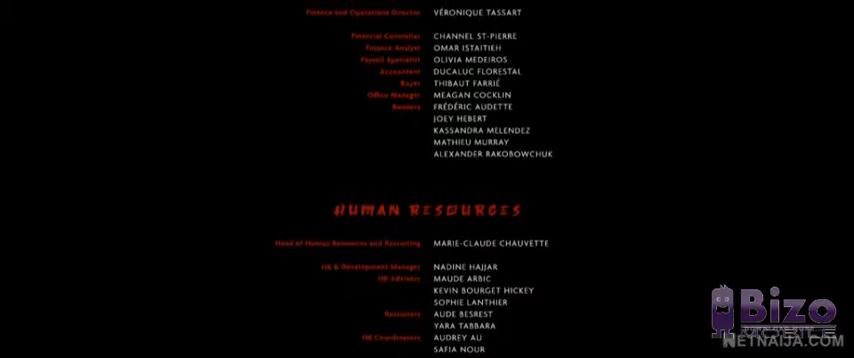 Finance and Operations Director VÉRONIQUE TASSART
Financial Controller CHANNEL ST-PIERRE
Finance Analyst OMAR ISTAITIEH
Payroll Specialist OLIVIA MEDEIROS
Accountant DUCALUC FLORESTAL
Buyer THIBAUT FARRIÉ
Office Manager MEAGAN COCKLIN
Runners FRÉDÉRIC AUDETTE
JOEY HEBERT
KASSANDRA MELENDEZ
MATHIEU MURRAY
ALEXANDER RAKOBOWCHUK
HUMAN RESOURCES
Head of Human Resources and Recruiting MARIE-CLAUDE CHAUVETTE
HR & Development Manager NADINE HAJJAR
HR Advisors MAUDE ARBIC
KEVIN BOURGET HICKEY
SOPHIE LANTHIER
Recruiters AUDE BESREST
YARA TABBARA
HR Coordinators AUDREY AU
SAFIA NOUR
Bizo
NETNAIJA.COM